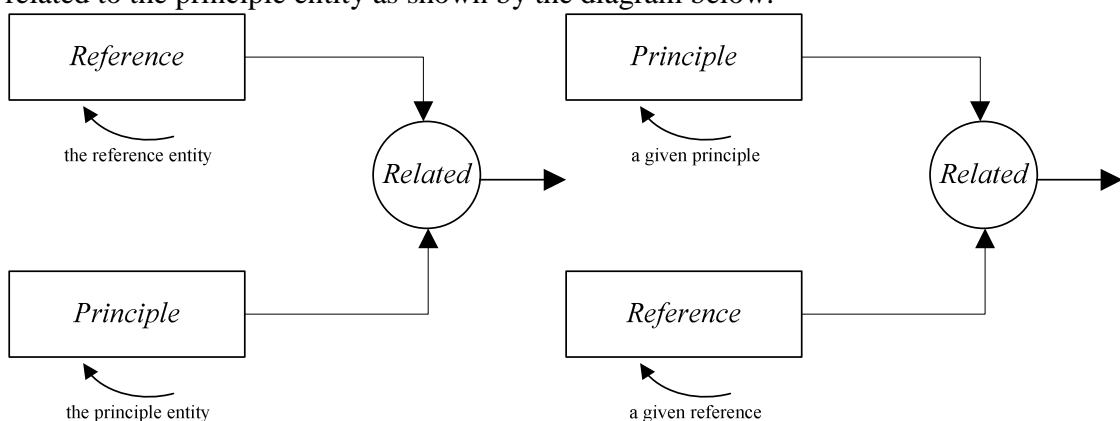 related to the principle entity as shown by the diagram below:
Reference
the reference entity
Related
Principle
the principle entity
Principle
a given principle
Related
Reference
a given reference